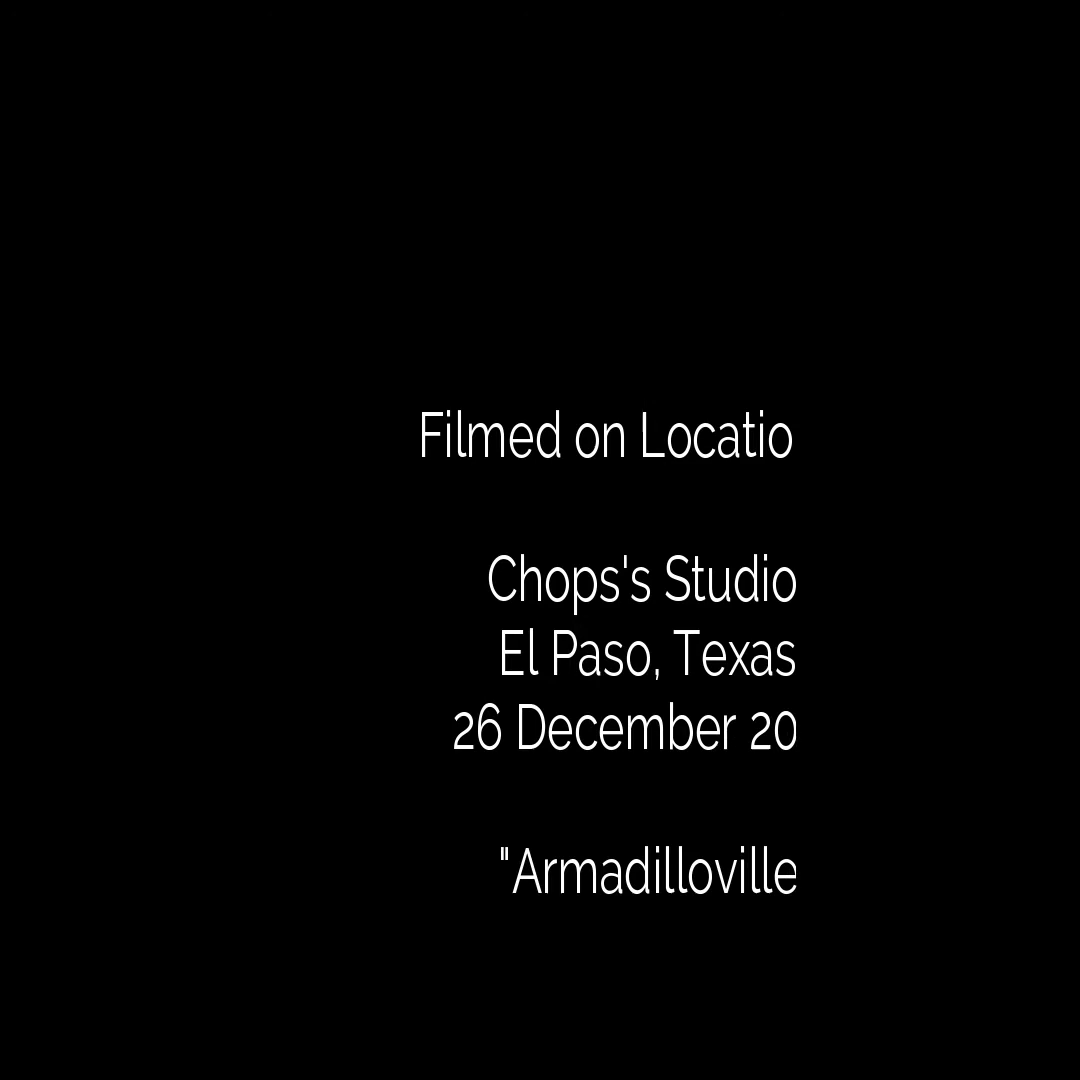 Filmed on Locatio
Chops's Studio
El Paso, Texas
26 December 20
"Armadilloville